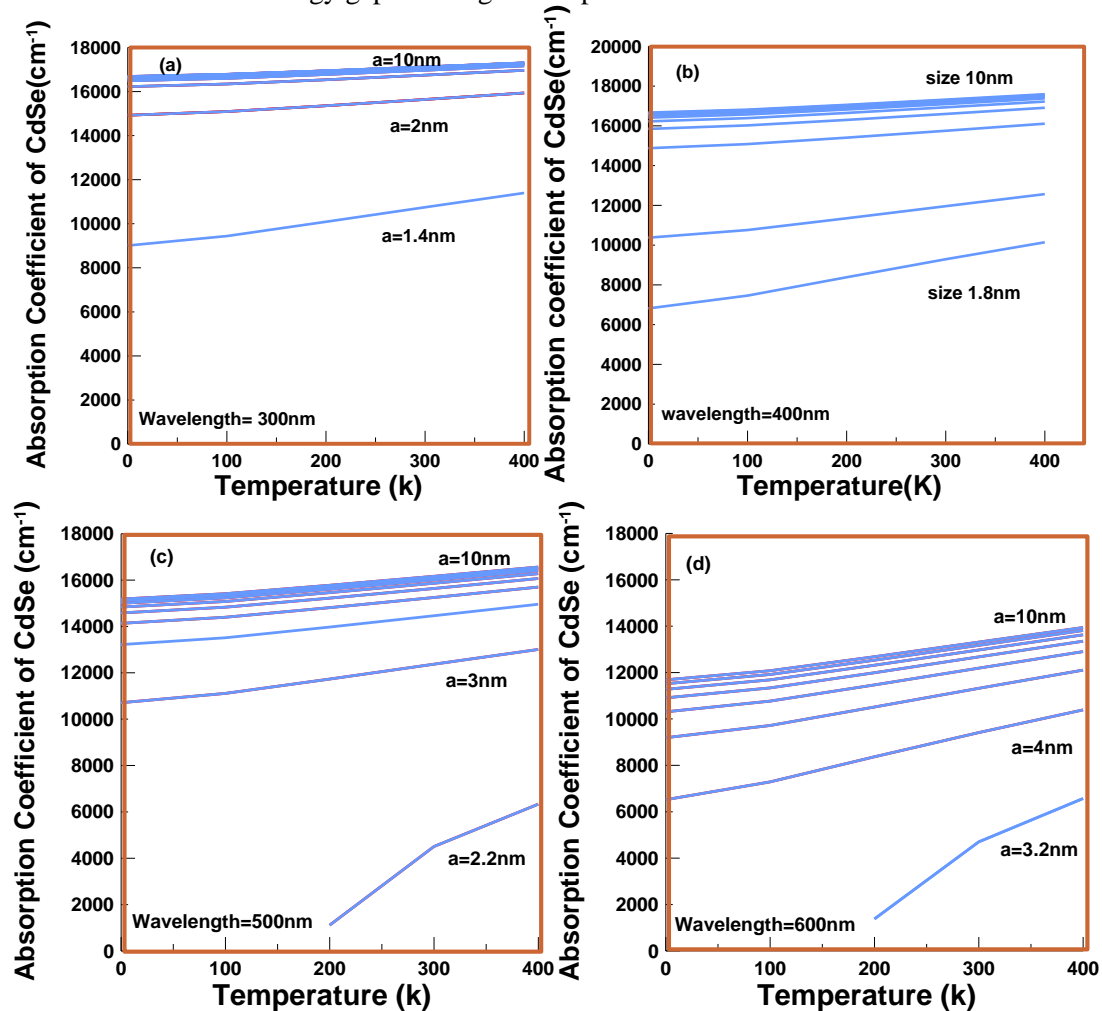 (a)
18000
16000
14000
12000
10000
8000
6000
4000
2000
0
Absorption Coefficient of CdSe(cm-1)
a=10nm
a=2nm
a=1.4nm
Wavelength= 300nm
0 100 200 300 400
Temperature (k)
(b)
20000
18000
16000
14000
12000
10000
8000
6000
4000
2000
0
Absorption coefficient of CdSe(cm-1)
size 10nm
size 1.8nm
wavelength=400nm
0 100 200 300 400
Temperature(K)
(c)
18000
16000
14000
12000
10000
8000
6000
4000
2000
0
Absorption Coefficient of CdSe (cm-1)
a=10nm
a=3nm
a=2.2nm
Wavelength=500nm
0 100 200 300 400
Temperature (k)
(d)
18000
16000
14000
12000
10000
8000
6000
4000
2000
0
Absorption Coefficient of CdSe (cm-1)
a=10nm
a=4nm
a=3.2nm
Wavelength=600nm
0 100 200 300 400
Temperature (k)